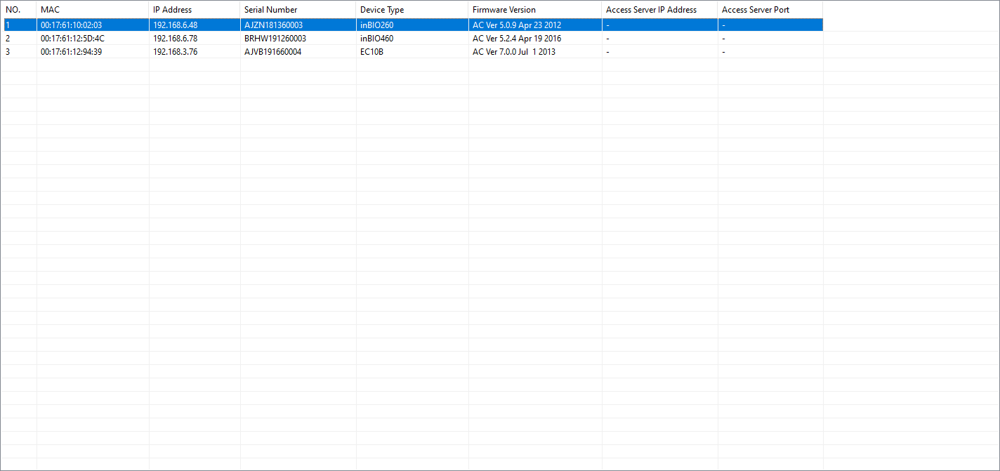 NO. MAC IP Address Serial Number Device Type Firmware Version Access Server IP Address Access Server Port
1 00:17:61:10:02:03 192.168.6.48 AJZN181360003 inBIO260 AC Ver 5.0.9 Apr 23 2012 - -
2 00:17:61:12:5D:4C 192.168.6.78 BRHW191260003 inBIO460 AC Ver 5.2.4 Apr 19 2016 - -
3 00:17:61:12:94:39 192.168.3.76 AJVB191660004 EC10B AC Ver 7.0.0 Jul  1 2013 - -